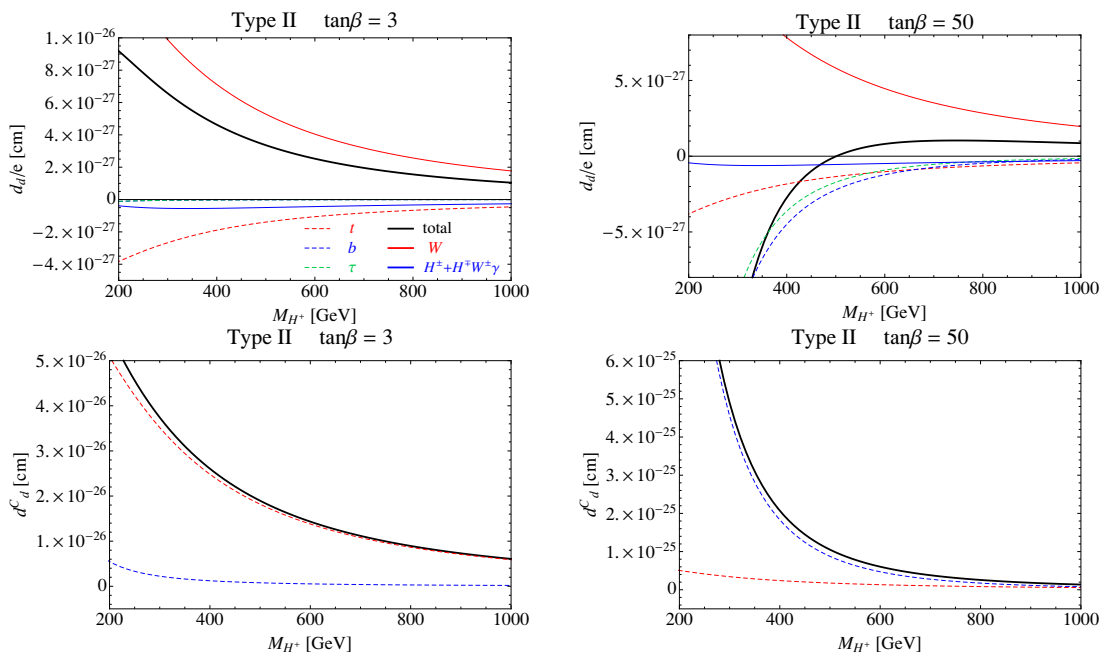 Type II tanβ = 3
1.×10⁻²⁶
8.×10⁻²⁷
6.×10⁻²⁷
4.×10⁻²⁷
2.×10⁻²⁷
0
−2.×10⁻²⁷
−4.×10⁻²⁷
d_d/e [cm]
t
b
τ
total
W
H^±+H^∓W^±γ
200 400 600 800 1000
M_H⁺ [GeV]
Type II tanβ = 50
5.×10⁻²⁷
0
−5.×10⁻²⁷
d_d/e [cm]
200 400 600 800 1000
M_H⁺ [GeV]
Type II tanβ = 3
5.×10⁻²⁶
4.×10⁻²⁶
3.×10⁻²⁶
2.×10⁻²⁶
1.×10⁻²⁶
0
d^C_d [cm]
200 400 600 800 1000
M_H⁺ [GeV]
Type II tanβ = 50
6.×10⁻²⁵
5.×10⁻²⁵
4.×10⁻²⁵
3.×10⁻²⁵
2.×10⁻²⁵
1.×10⁻²⁵
0
d^C_d [cm]
200 400 600 800 1000
M_H⁺ [GeV]